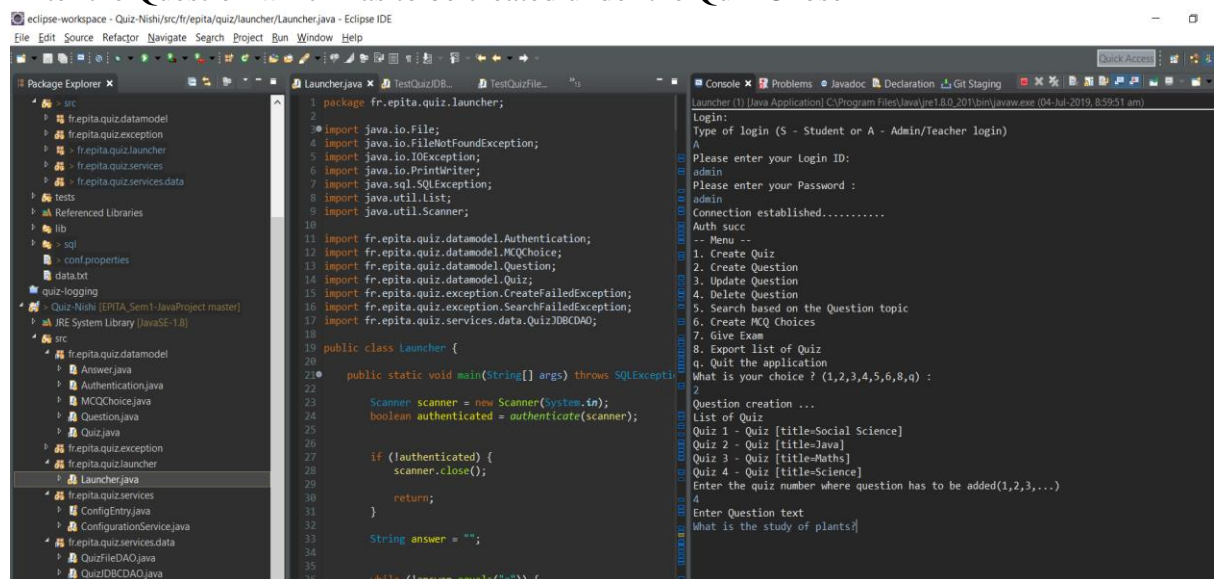 eclipse-workspace - Quiz-Nishi/src/fr/epita/quiz/launcher/Launcher.java - Eclipse IDE
File Edit Source Refactor Navigate Search Project Run Window Help
Quick Access
Package Explorer
> src
fr.epita.quiz.datamodel
fr.epita.quiz.exception
> fr.epita.quiz.launcher
> fr.epita.quiz.services
> fr.epita.quiz.services.data
tests
Referenced Libraries
lib
> sql
> conf.properties
data.txt
quiz-logging
> Quiz-Nishi [EPITA_Sem1-JavaProject master]
JRE System Library [JavaSE-1.8]
src
fr.epita.quiz.datamodel
Answer.java
Authentication.java
MCQChoice.java
Question.java
Quiz.java
fr.epita.quiz.exception
fr.epita.quiz.launcher
Launcher.java
fr.epita.quiz.services
ConfigEntry.java
ConfigurationService.java
fr.epita.quiz.services.data
QuizFileDAO.java
QuizJDBCDAO.java
Launcher.java TestQuizJDB... TestQuizFile... »13
1 package fr.epita.quiz.launcher;
2
3 import java.io.File;
4 import java.io.FileNotFoundException;
5 import java.io.IOException;
6 import java.io.PrintWriter;
7 import java.sql.SQLException;
8 import java.util.List;
9 import java.util.Scanner;
10
11 import fr.epita.quiz.datamodel.Authentication;
12 import fr.epita.quiz.datamodel.MCQChoice;
13 import fr.epita.quiz.datamodel.Question;
14 import fr.epita.quiz.datamodel.Quiz;
15 import fr.epita.quiz.exception.CreateFailedException;
16 import fr.epita.quiz.exception.SearchFailedException;
17 import fr.epita.quiz.services.data.QuizJDBCDAO;
18
19 public class Launcher {
20
21 public static void main(String[] args) throws SQLExcepti
22
23 Scanner scanner = new Scanner(System.in);
24 boolean authenticated = authenticate(scanner);
25
26
27 if (!authenticated) {
28 scanner.close();
29
30 return;
31 }
32
33 String answer = "";
34
35
Console Problems Javadoc Declaration Git Staging
Launcher (1) [Java Application] C:\Program Files\Java\jre1.8.0_201\bin\javaw.exe (04-Jul-2019, 8:59:51 am)
Login:
Type of login (S - Student or A - Admin/Teacher login)
A
Please enter your Login ID:
admin
Please enter your Password :
admin
Connection established...........
Auth succ
-- Menu --
1. Create Quiz
2. Create Question
3. Update Question
4. Delete Question
5. Search based on the Question topic
6. Create MCQ Choices
7. Give Exam
8. Export list of Quiz
q. Quit the application
What is your choice ? (1,2,3,4,5,6,8,q) :
2
Question creation ...
List of Quiz
Quiz 1 - Quiz [title=Social Science]
Quiz 2 - Quiz [title=Java]
Quiz 3 - Quiz [title=Maths]
Quiz 4 - Quiz [title=Science]
Enter the quiz number where question has to be added(1,2,3,...)
4
Enter Question text
What is the study of plants?